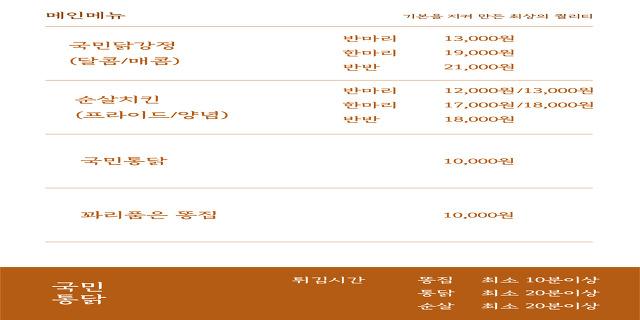 메인메뉴 기본을 지켜 만든 최상의 퀄리티
국민닭강정
(달콤/매콤)
반마리 13,000원
한마리 19,000원
반반 21,000원
순살치킨
(프라이드/양념)
반마리 12,000원/13,000원
한마리 17,000원/18,000원
반반 18,000원
국민통닭 10,000원
꽈리품은 똥집 10,000원
국민
통닭
튀김시간 똥집 최소 10분이상
통닭 최소 20분이상
순살 최소 20분이상